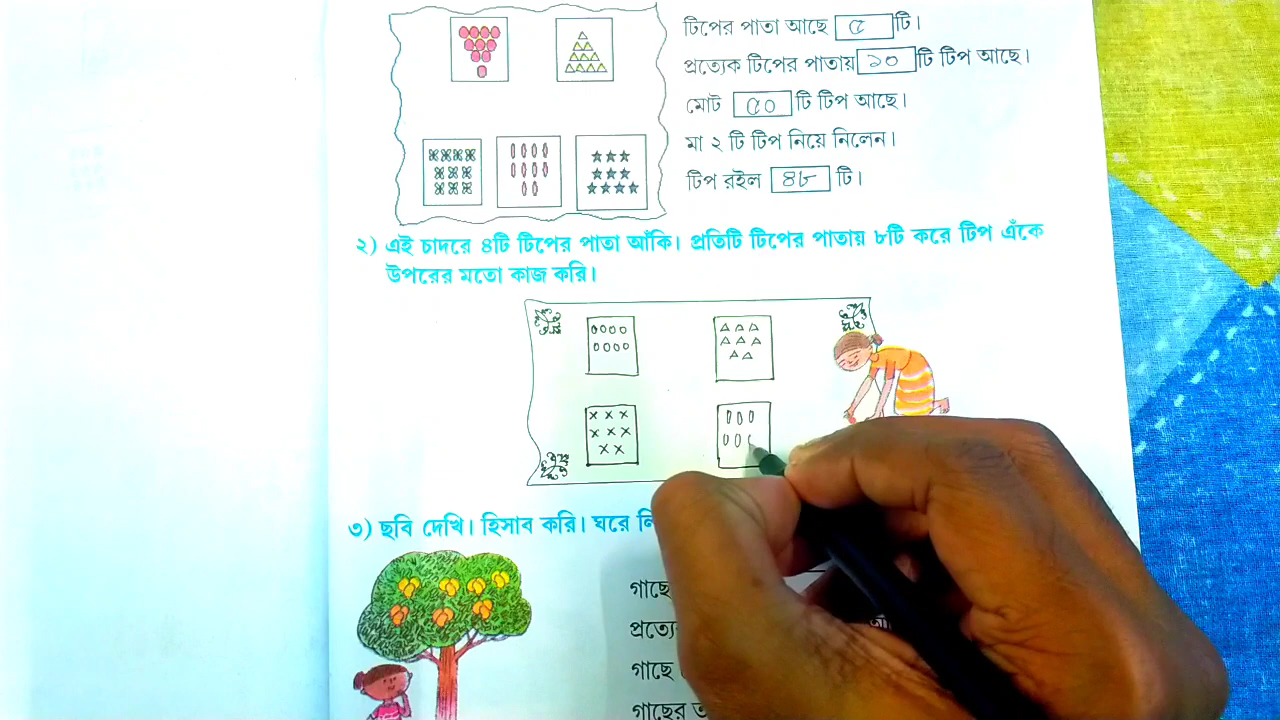 টিপের পাতা আছে ৫ টি।
প্রত্যেক টিপের পাতায় ১০ টি টিপ আছে।
মোট ৫০ টি টিপ আছে।
মা ২ টি টিপ নিয়ে নিলেন।
টিপ রইল ৪৮ টি।
২) এই চাদরে ৪টি টিপের পাতা আঁকি। প্রতিটি টিপের পাতায় ৮টি করে টিপ এঁকে
উপরের মতো কাজ করি।
৩) ছবি দেখি। হিসাব করি। ঘরে
গাছে
গাছে
গাছের